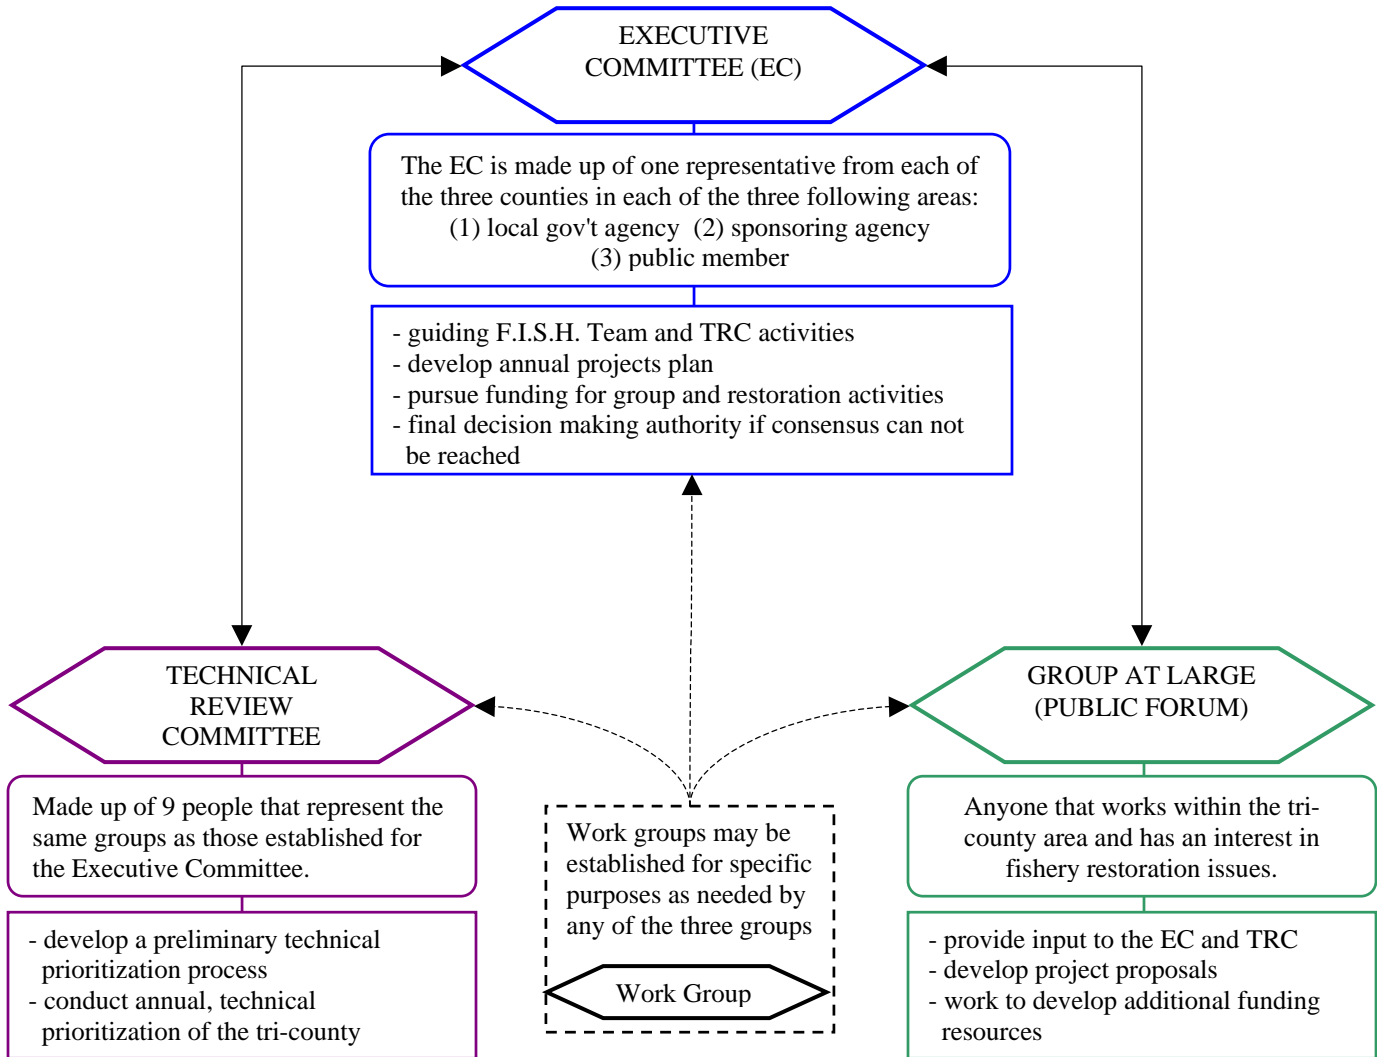 EXECUTIVE
COMMITTEE (EC)
The EC is made up of one representative from each of
the three counties in each of the three following areas:
(1) local gov't agency  (2) sponsoring agency
(3) public member
- guiding F.I.S.H. Team and TRC activities
- develop annual projects plan
- pursue funding for group and restoration activities
- final decision making authority if consensus can not
be reached
TECHNICAL
REVIEW
COMMITTEE
Made up of 9 people that represent the
same groups as those established for
the Executive Committee.
- develop a preliminary technical
prioritization process
- conduct annual, technical
prioritization of the tri-county
Work groups may be
established for specific
purposes as needed by
any of the three groups
Work Group
GROUP AT LARGE
(PUBLIC FORUM)
Anyone that works within the tri-
county area and has an interest in
fishery restoration issues.
- provide input to the EC and TRC
- develop project proposals
- work to develop additional funding
resources